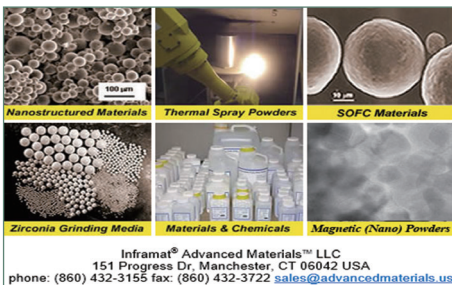 100 µm
Nanostructured Materials
Thermal Spray Powders
SOFC Materials
Zirconia Grinding Media
Materials & Chemicals
Magnetic (Nano) Powders
Inframat® Advanced Materials™ LLC
151 Progress Dr, Manchester, CT 06042 USA
phone: (860) 432-3155 fax: (860) 432-3722 sales@advancedmaterials.us